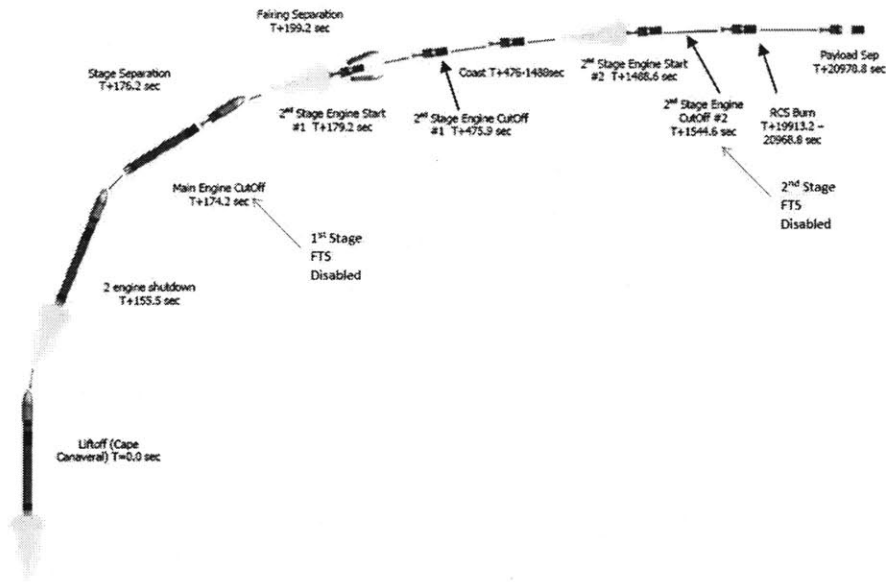 Fairing Separation
T+199.2 sec
Stage Separation
T+176.2 sec
2nd Stage Engine Start
#1 T+179.2 sec
2nd Stage Engine CutOff
#1 T+475.9 sec
Coast T+476-1488sec
2nd Stage Engine Start
#2 T+1488.6 sec
2nd Stage Engine
CutOff #2
T+1544.6 sec
RCS Burn
T+19913.2 –
20968.8 sec
Payload Sep
T+20978.8 sec
2nd Stage
FTS
Disabled
Main Engine CutOff
T+174.2 sec
1st Stage
FTS
Disabled
2 engine shutdown
T+155.5 sec
Liftoff (Cape
Canaveral) T=0.0 sec